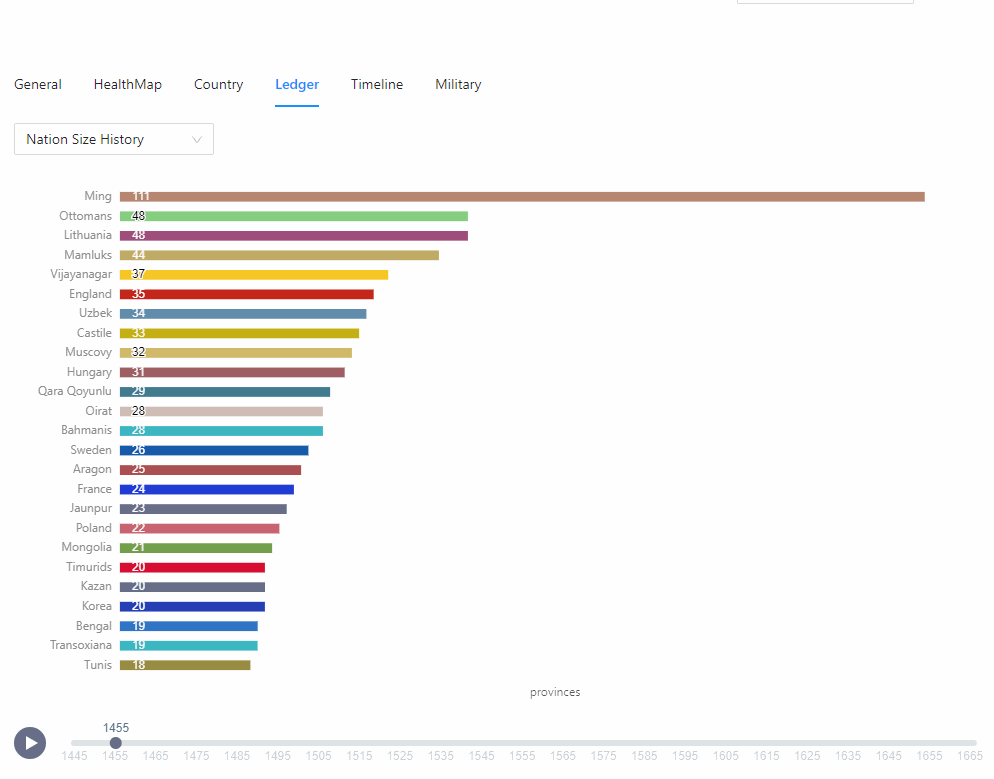 General HealthMap Country Ledger Timeline Military
Nation Size History
Ming 111
Ottomans 48
Lithuania 48
Mamluks 44
Vijayanagar 37
England 35
Uzbek 34
Castile 33
Muscovy 32
Hungary 31
Qara Qoyunlu 29
Oirat 28
Bahmanis 28
Sweden 26
Aragon 25
France 24
Jaunpur 23
Poland 22
Mongolia 21
Timurids 20
Kazan 20
Korea 20
Bengal 19
Transoxiana 19
Tunis 18
provinces
1455
1445 1455 1465 1475 1485 1495 1505 1515 1525 1535 1545 1555 1565 1575 1585 1595 1605 1615 1625 1635 1645 1655 1665